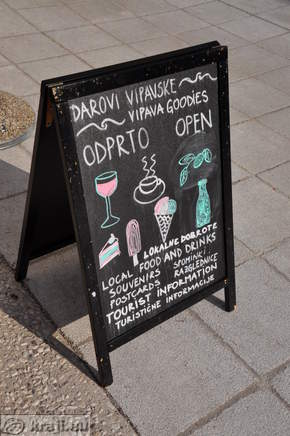 DAROVI VIPAVSKE
VIPAVA GOODIES
ODPRTO OPEN
LOKALNE DOBROTE
LOCAL FOOD AND DRINKS
SOUVENIRS SPOMINKI
POSTCARDS RAZGLEDNICE
TOURIST INFORMATION
TURISTIČNE INFORMACIJE
© kraji.eu